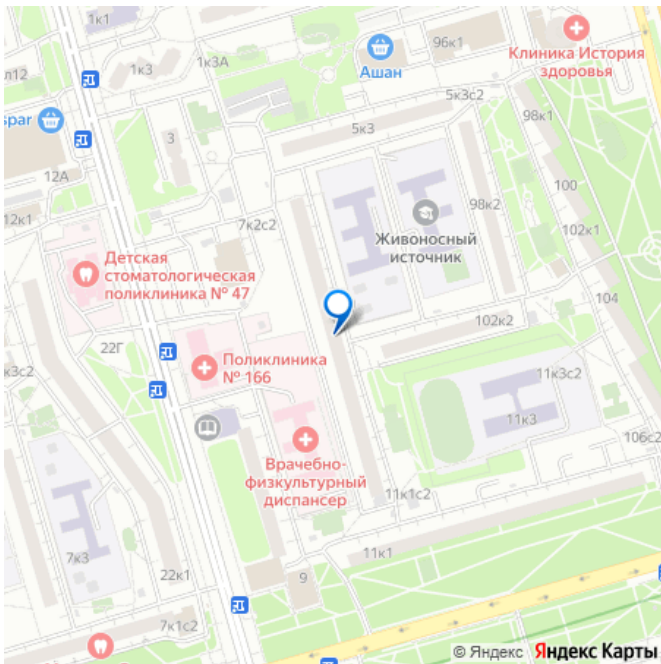 1к1
96к1
Клиника История
здоровья
л12
1к3
1к3А
Ашан
5к3с2
spar
3
5к3
98к1
12А
100
12к1
7к2с2
98к2
Живоносный
источник
102к1
Детская
стоматологическая
поликлиника № 47
104
102к2
22Г
Поликлиника
№ 166
к3с2
11к3с2
11к3
106с2
Врачебно-
физкультурный
диспансер
11к1с2
7к3
22к1
11к1
9
7к1с2
© Яндекс Яндекс Карты